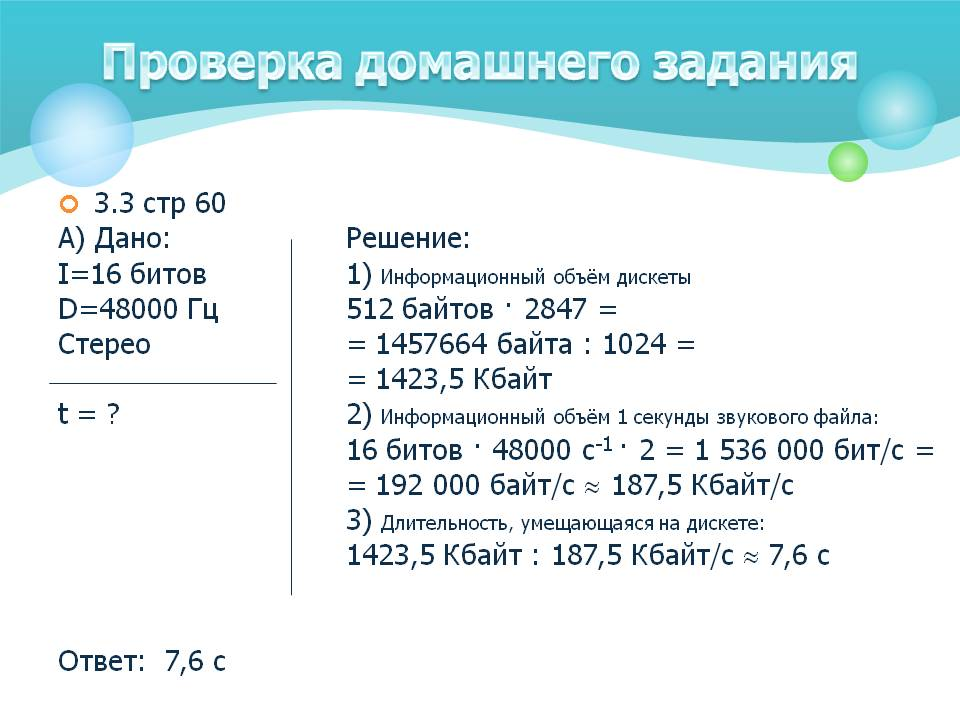 Проверка домашнего задания
3.3 стр 60
А) Дано:
I=16 битов
D=48000 Гц
Стерео
t = ?
Решение:
1) Информационный объём дискеты
512 байтов · 2847 =
= 1457664 байта : 1024 =
= 1423,5 Кбайт
2) Информационный объём 1 секунды звукового файла:
16 битов · 48000 с⁻¹ · 2 = 1 536 000 бит/с =
= 192 000 байт/с ≈ 187,5 Кбайт/с
3) Длительность, умещающаяся на дискете:
1423,5 Кбайт : 187,5 Кбайт/с ≈ 7,6 с
Ответ: 7,6 с